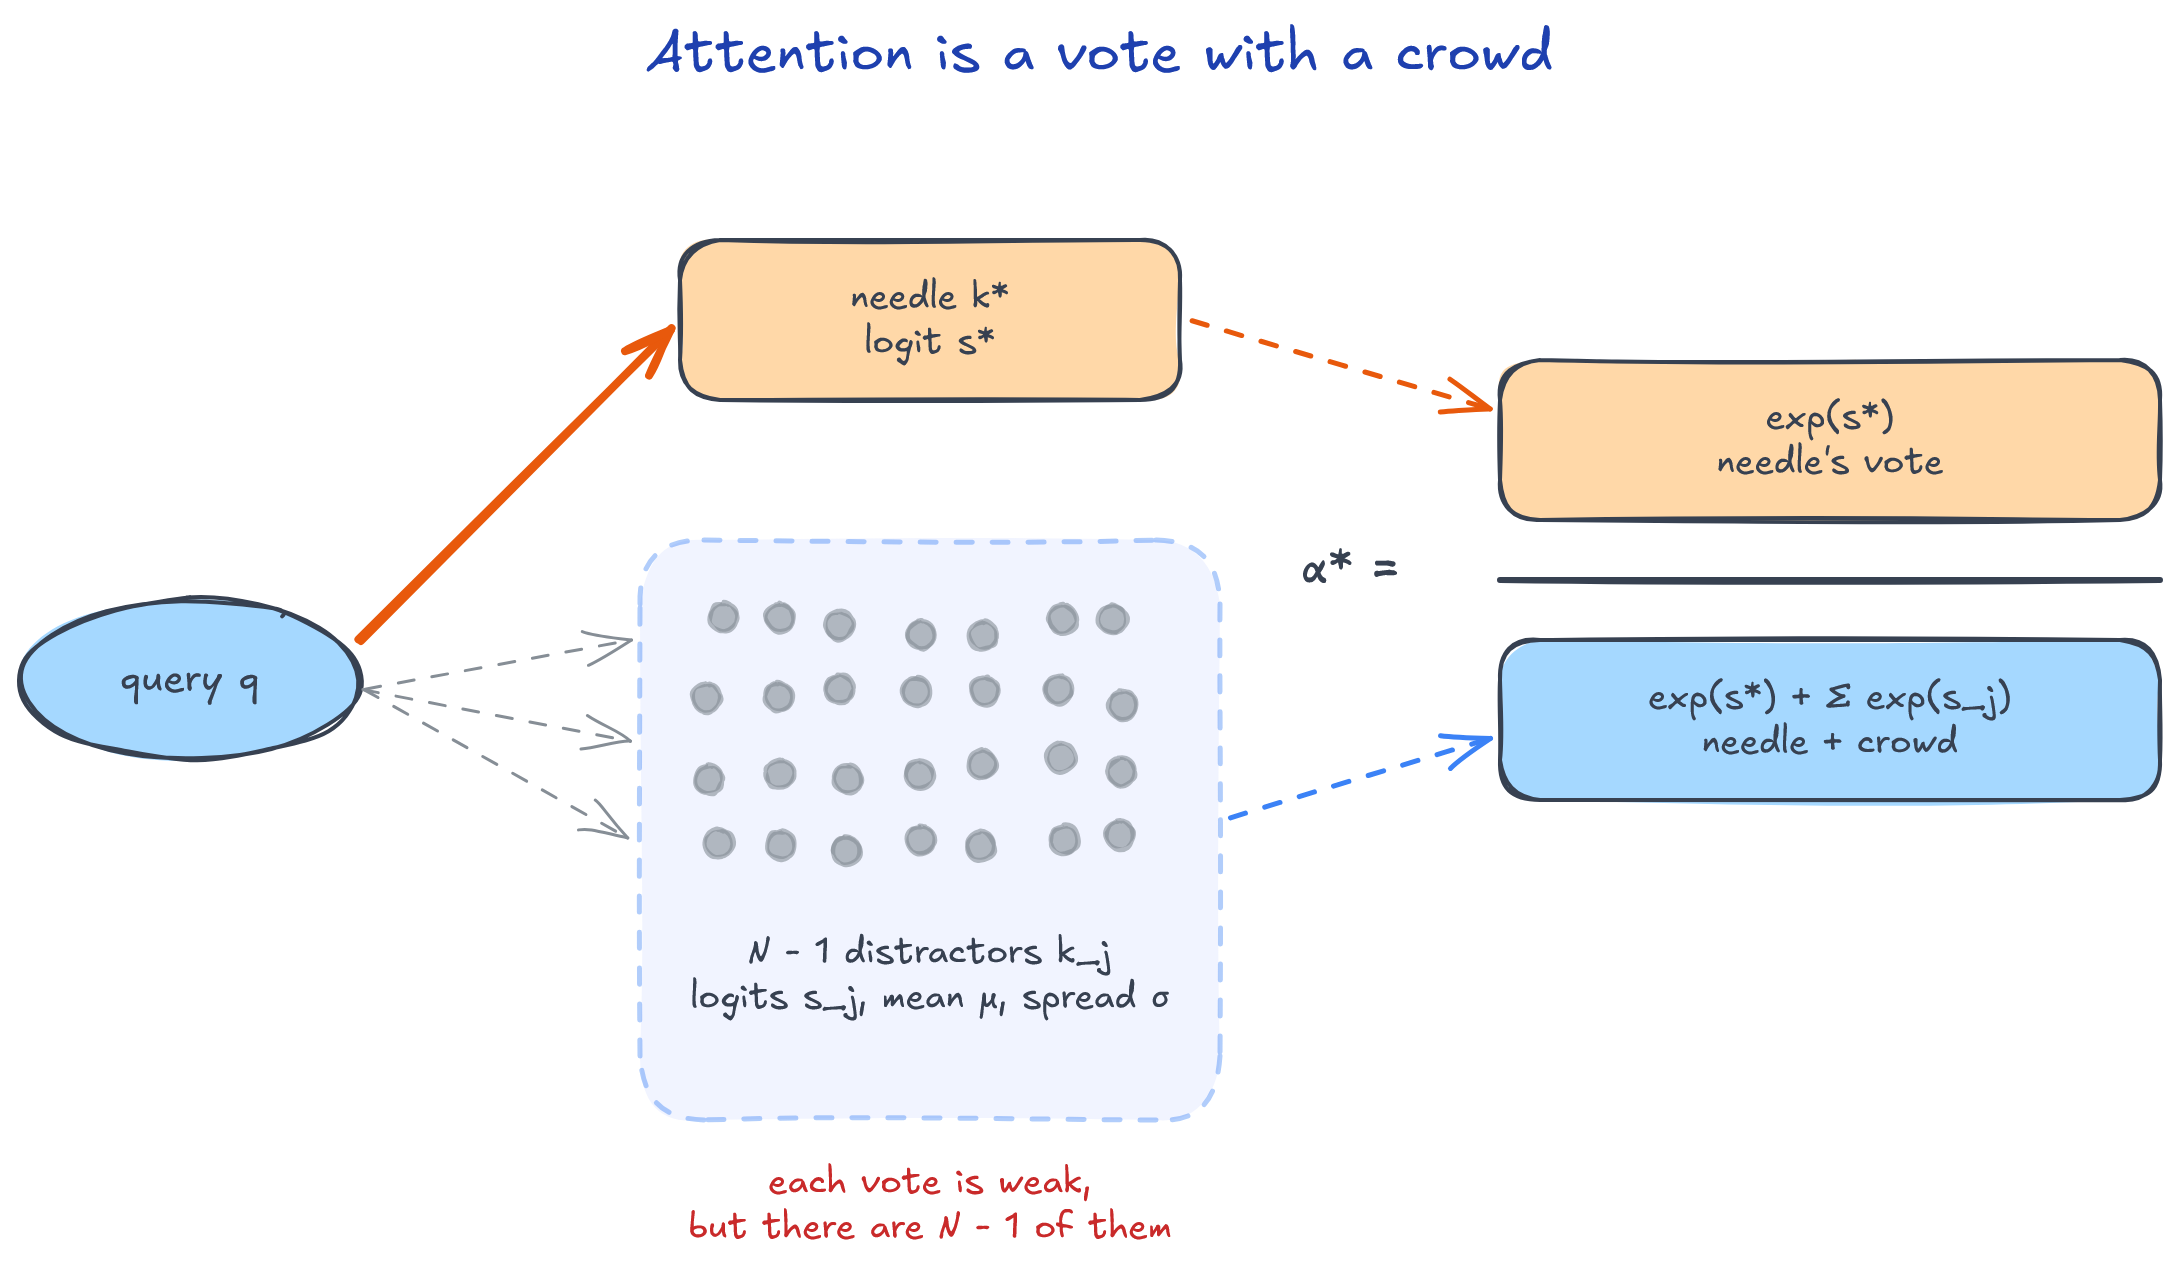 Attention is a vote with a crowd
needle k*
logit s*
exp(s*)
needle's vote
α* =
query q
exp(s*) + Σ exp(s_j)
needle + crowd
N - 1 distractors k_j
logits s_j, mean μ, spread σ
each vote is weak,
but there are N - 1 of them